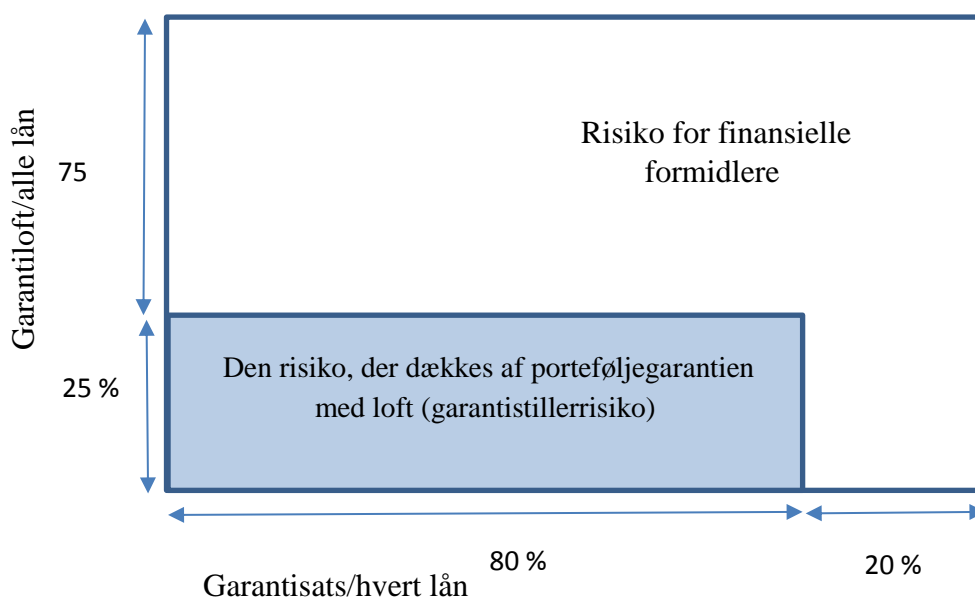 Garantiloft/alle lån
75
25 %
Risiko for finansielle
formidlere
Den risiko, der dækkes af porteføljegarantien
med loft (garantistillerrisiko)
80 %
20 %
Garantisats/hvert lån